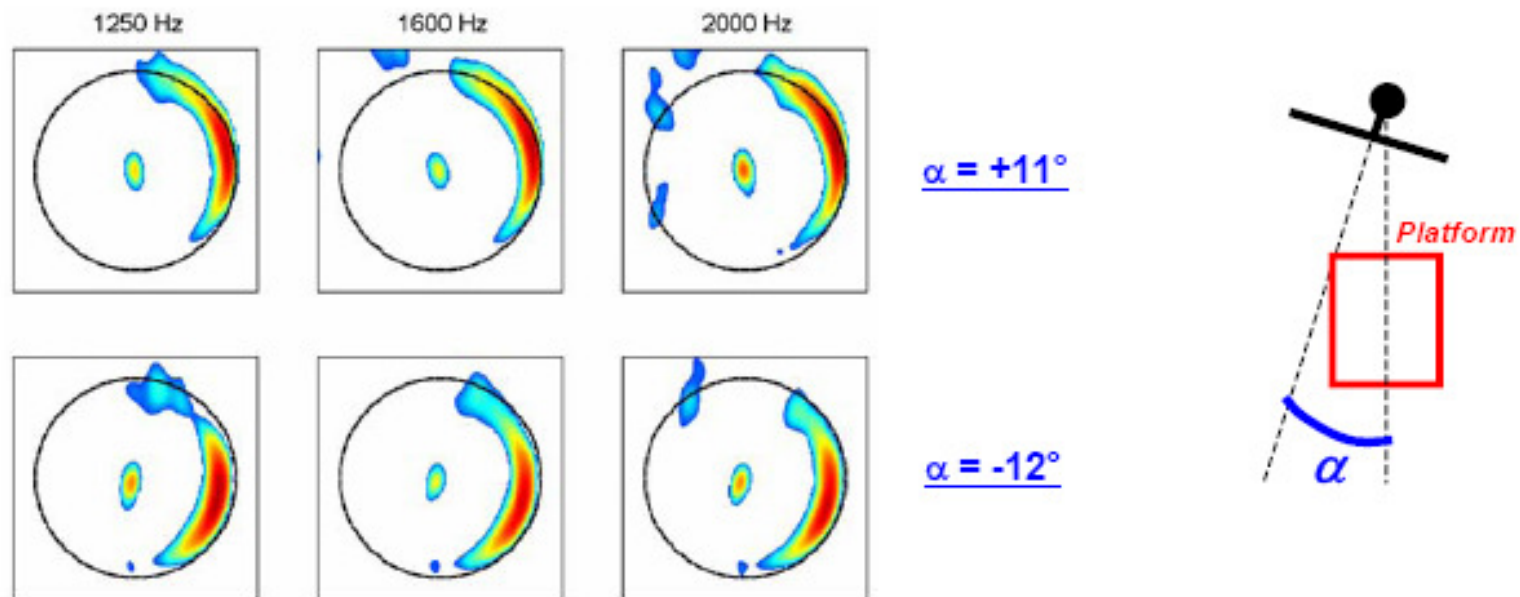 1250 Hz
1600 Hz
2000 Hz
α = +11°
Platform
α = -12°
α